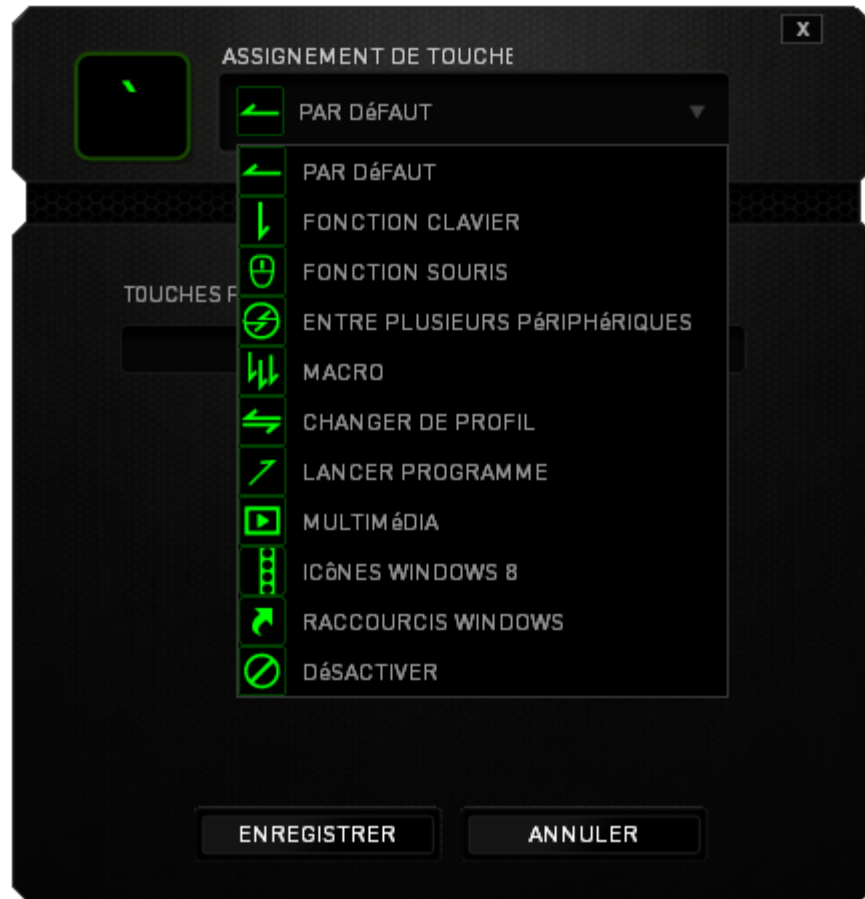 X
ASSIGNEMENT DE TOUCHE
`
PAR DéFAUT
PAR DéFAUT
FONCTION CLAVIER
FONCTION SOURIS
TOUCHES
ENTRE PLUSIEURS PéRIPHéRIQUES
MACRO
CHANGER DE PROFIL
LANCER PROGRAMME
MULTIMéDIA
ICôNES WINDOWS 8
RACCOURCIS WINDOWS
DéSACTIVER
ENREGISTRER
ANNULER